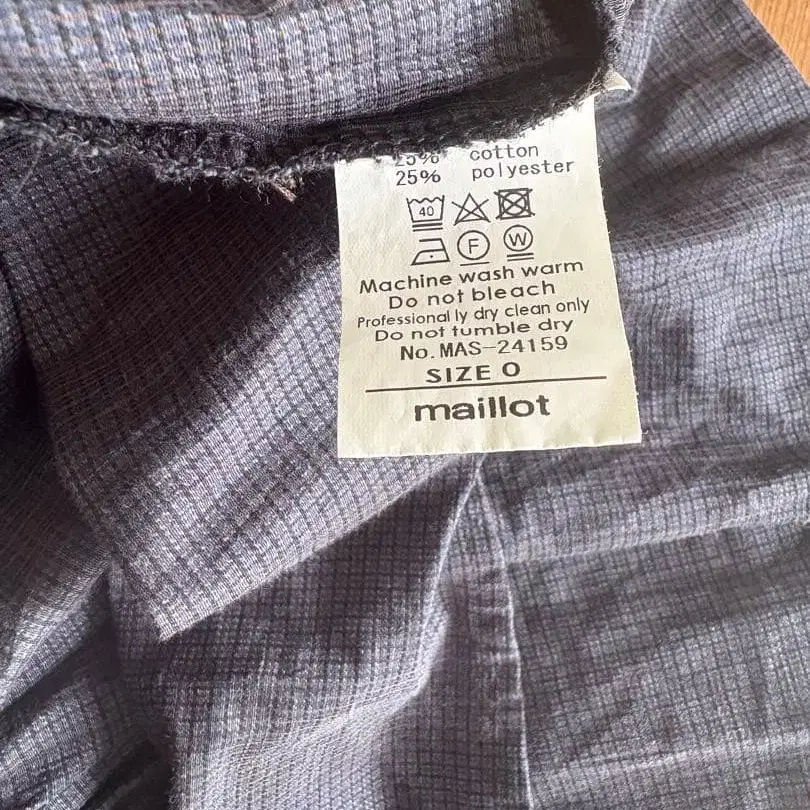 cotton
25% polyester
40
F W
Machine wash warm
Do not bleach
Professional ly dry clean only
Do not tumble dry
No. MAS-24159
SIZE 0
maillot